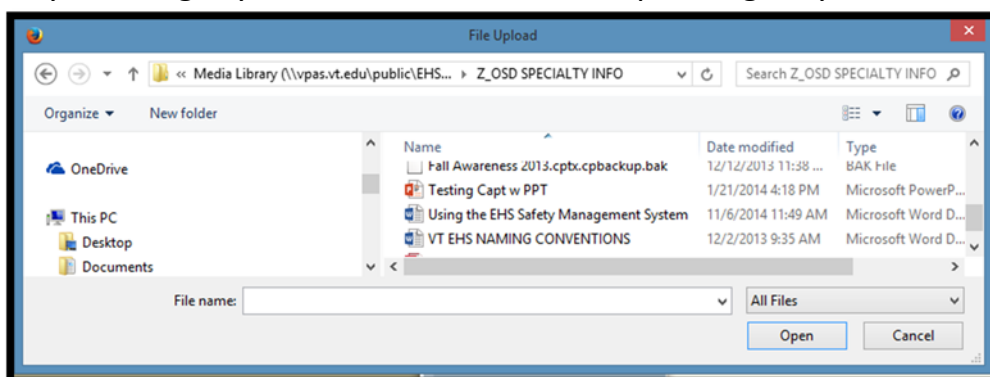 File Upload
« Media Library (\\vpas.vt.edu\public\EHS... ▸ Z_OSD SPECIALTY INFO
Search Z_OSD SPECIALTY INFO
Organize
New folder
Name Date modified Type
OneDrive
This PC
Desktop
Documents
Fall Awareness 2013.cptx.cpbackup.bak 12/12/2013 11:38 ... BAK File
Testing Capt w PPT 1/21/2014 4:18 PM Microsoft PowerP...
Using the EHS Safety Management System 11/6/2014 11:49 AM Microsoft Word D...
VT EHS NAMING CONVENTIONS 12/2/2013 9:35 AM Microsoft Word D...
File name:
All Files
Open
Cancel